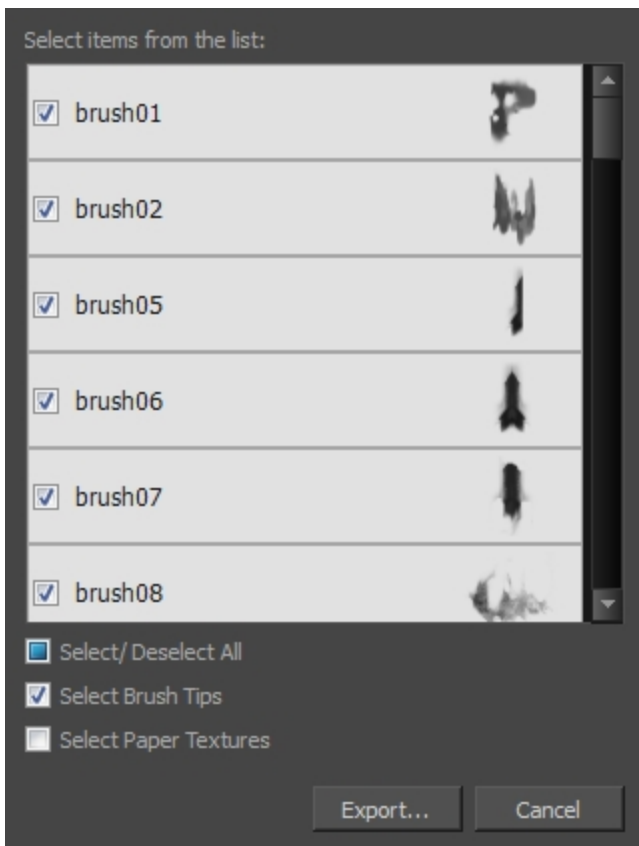 Select items from the list:
brush01
brush02
brush05
brush06
brush07
brush08
Select/ Deselect All
Select Brush Tips
Select Paper Textures
Export... Cancel